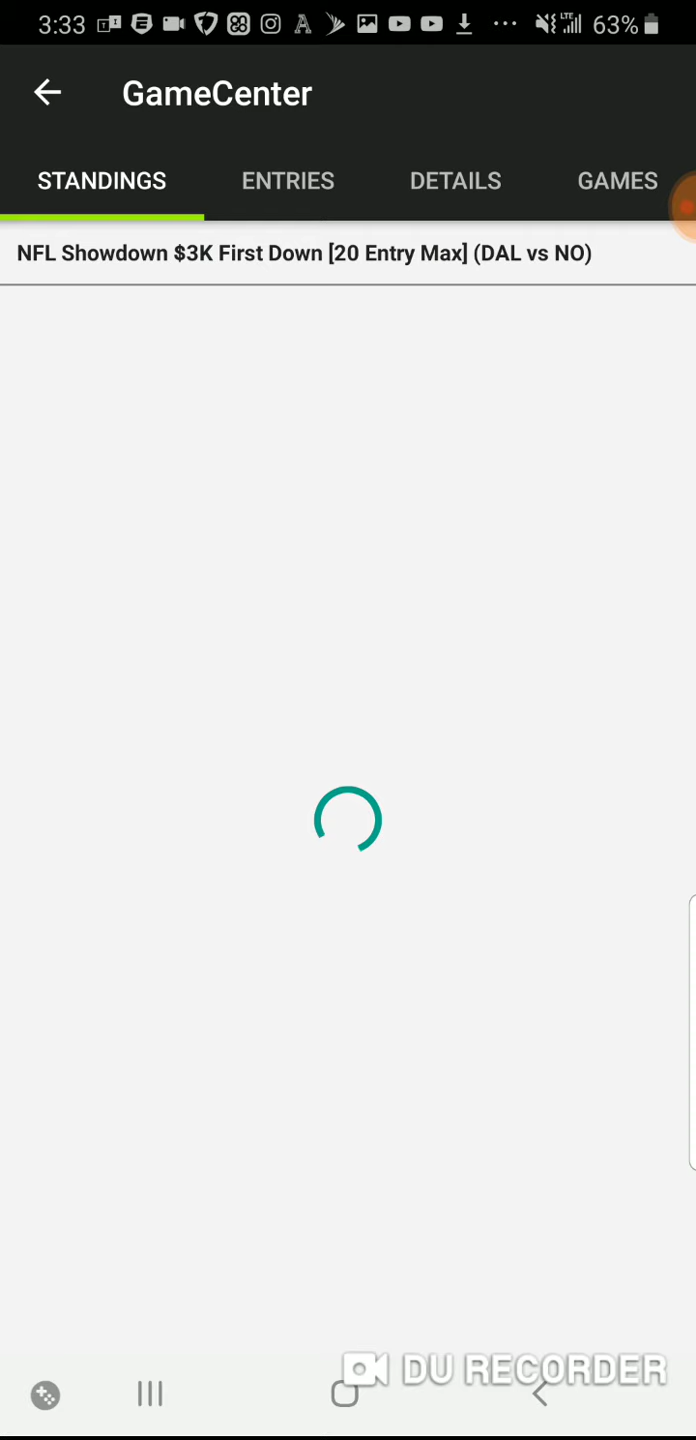 3:33 LTE 63%
GameCenter
STANDINGS ENTRIES DETAILS GAMES
NFL Showdown $3K First Down [20 Entry Max] (DAL vs NO)
DU RECORDER